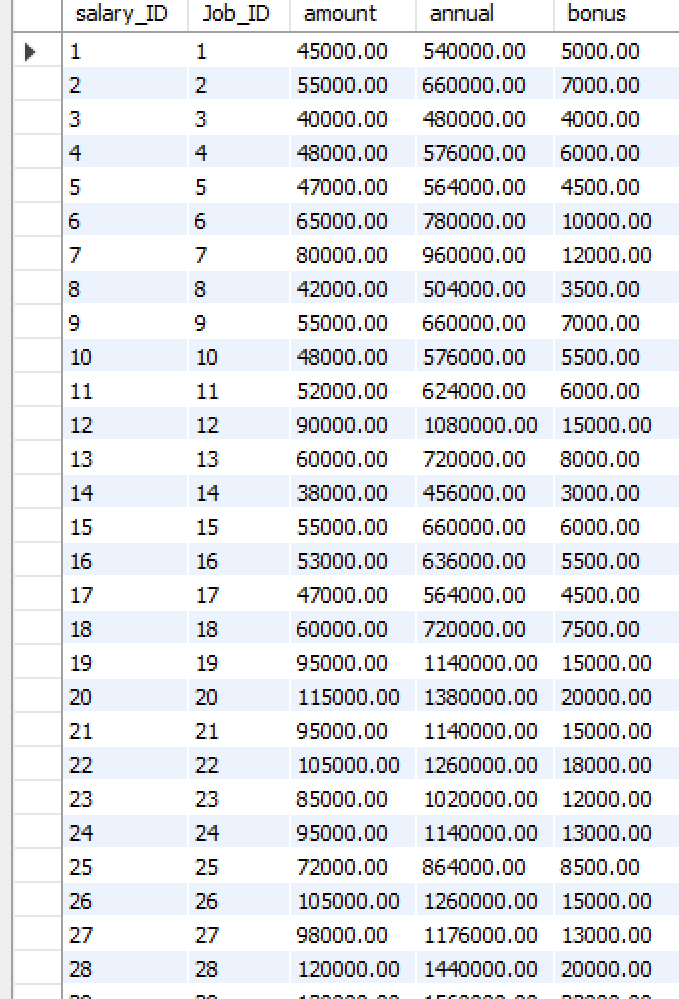 salary_ID Job_ID amount annual bonus
1 1 45000.00 540000.00 5000.00
2 2 55000.00 660000.00 7000.00
3 3 40000.00 480000.00 4000.00
4 4 48000.00 576000.00 6000.00
5 5 47000.00 564000.00 4500.00
6 6 65000.00 780000.00 10000.00
7 7 80000.00 960000.00 12000.00
8 8 42000.00 504000.00 3500.00
9 9 55000.00 660000.00 7000.00
10 10 48000.00 576000.00 5500.00
11 11 52000.00 624000.00 6000.00
12 12 90000.00 1080000.00 15000.00
13 13 60000.00 720000.00 8000.00
14 14 38000.00 456000.00 3000.00
15 15 55000.00 660000.00 6000.00
16 16 53000.00 636000.00 5500.00
17 17 47000.00 564000.00 4500.00
18 18 60000.00 720000.00 7500.00
19 19 95000.00 1140000.00 15000.00
20 20 115000.00 1380000.00 20000.00
21 21 95000.00 1140000.00 15000.00
22 22 105000.00 1260000.00 18000.00
23 23 85000.00 1020000.00 12000.00
24 24 95000.00 1140000.00 13000.00
25 25 72000.00 864000.00 8500.00
26 26 105000.00 1260000.00 15000.00
27 27 98000.00 1176000.00 13000.00
28 28 120000.00 1440000.00 20000.00